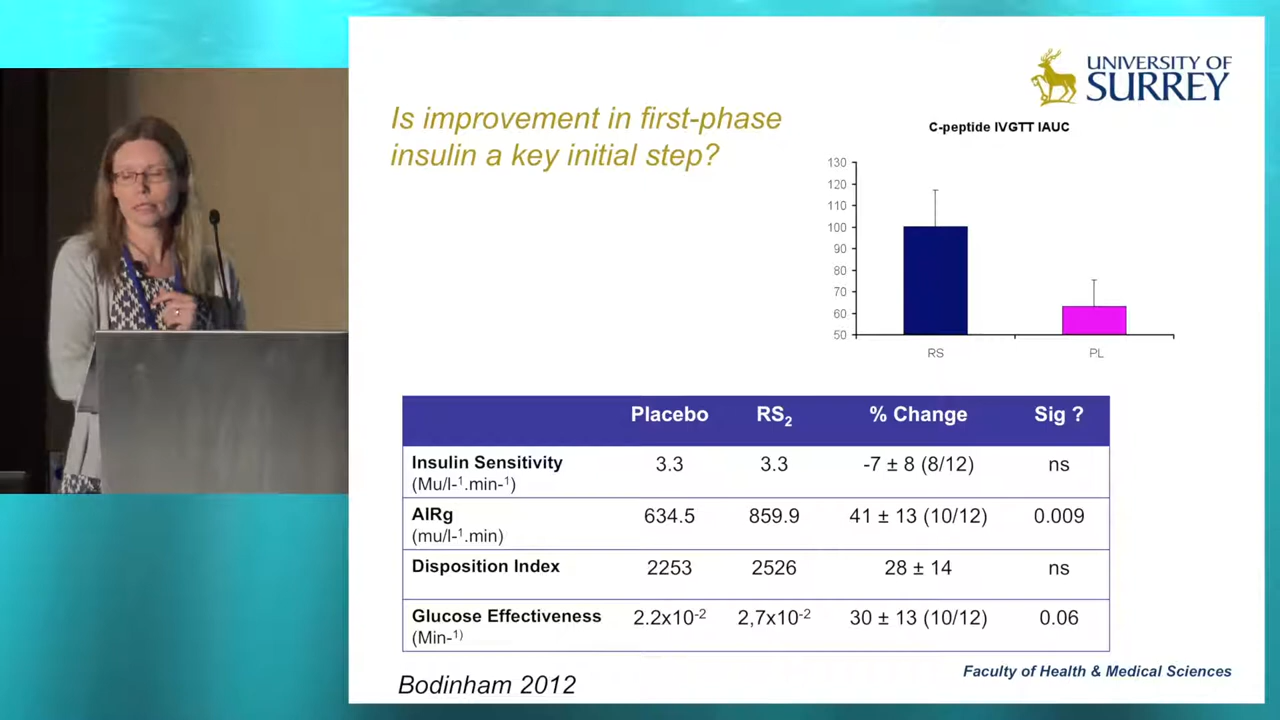 UNIVERSITY OF
SURREY
Is improvement in first-phase
insulin a key initial step?
C-peptide IVGTT IAUC
130
120
110
100
90
80
70
60
50
RS
PL
Placebo RS₂ % Change Sig ?
Insulin Sensitivity 3.3 3.3 -7 ± 8 (8/12) ns
(Mu/l-¹.min-¹)
AIRg 634.5 859.9 41 ± 13 (10/12) 0.009
(mu/l-¹.min)
Disposition Index 2253 2526 28 ± 14 ns
Glucose Effectiveness 2.2x10⁻² 2,7x10⁻² 30 ± 13 (10/12) 0.06
(Min-¹⁾
Faculty of Health & Medical Sciences
Bodinham 2012